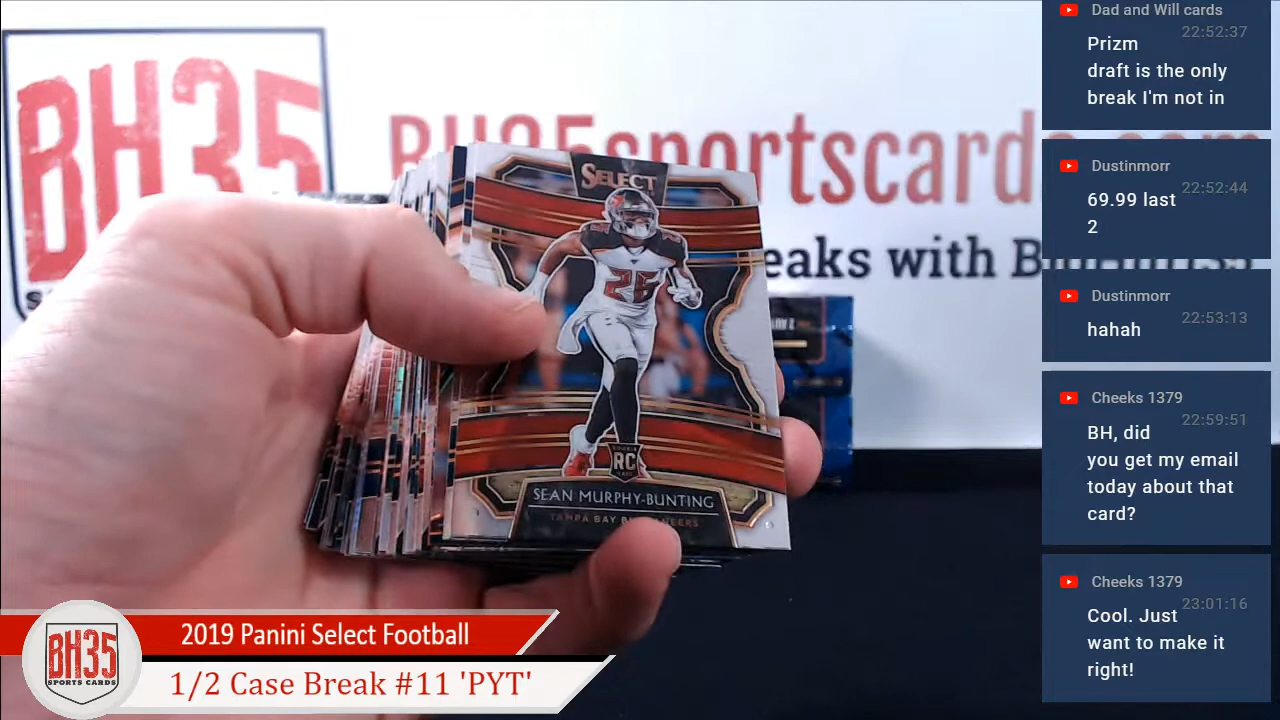 BH35
BH35sportscards.com
eaks with B
SELECT
26
RC
SEAN MURPHY-BUNTING
TAMPA BAY
2019 Panini Select Football
1/2 Case Break #11 'PYT'
BH35
SPORTS CARDS
Dad and Will cards
22:52:37
Prizm
draft is the only
break I'm not in
Dustinmorr
22:52:44
69.99 last
2
Dustinmorr
22:53:13
hahah
Cheeks 1379
22:59:51
BH, did
you get my email
today about that
card?
Cheeks 1379
23:01:16
Cool. Just
want to make it
right!